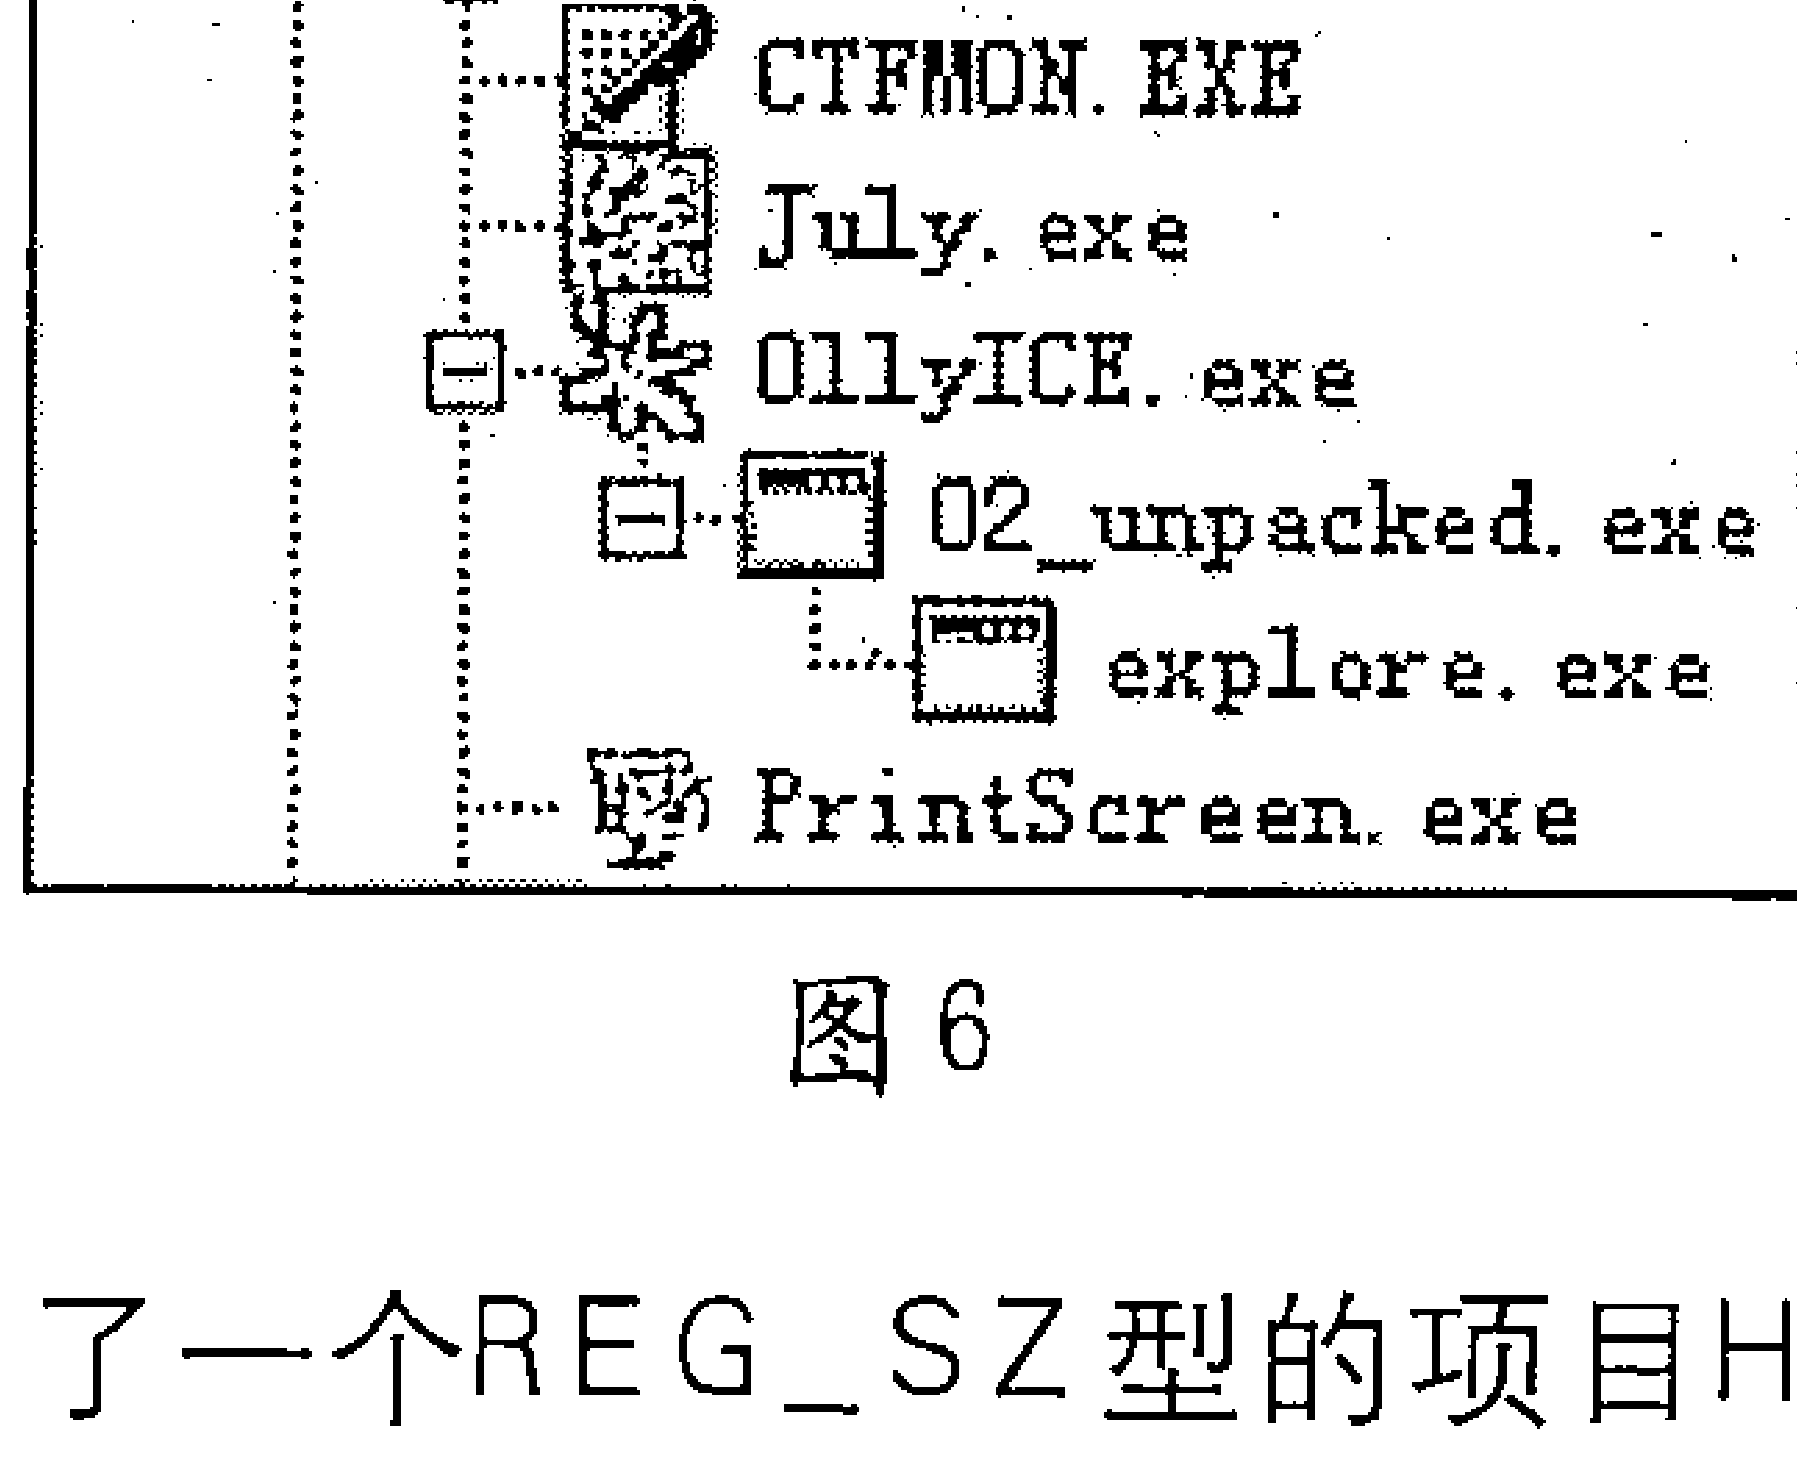 CTFMON.EXE
July.exe
OllyICE.exe
02_unpacked.exe
explore.exe
PrintScreen.exe
图 6
了一个REG_SZ型的项目H